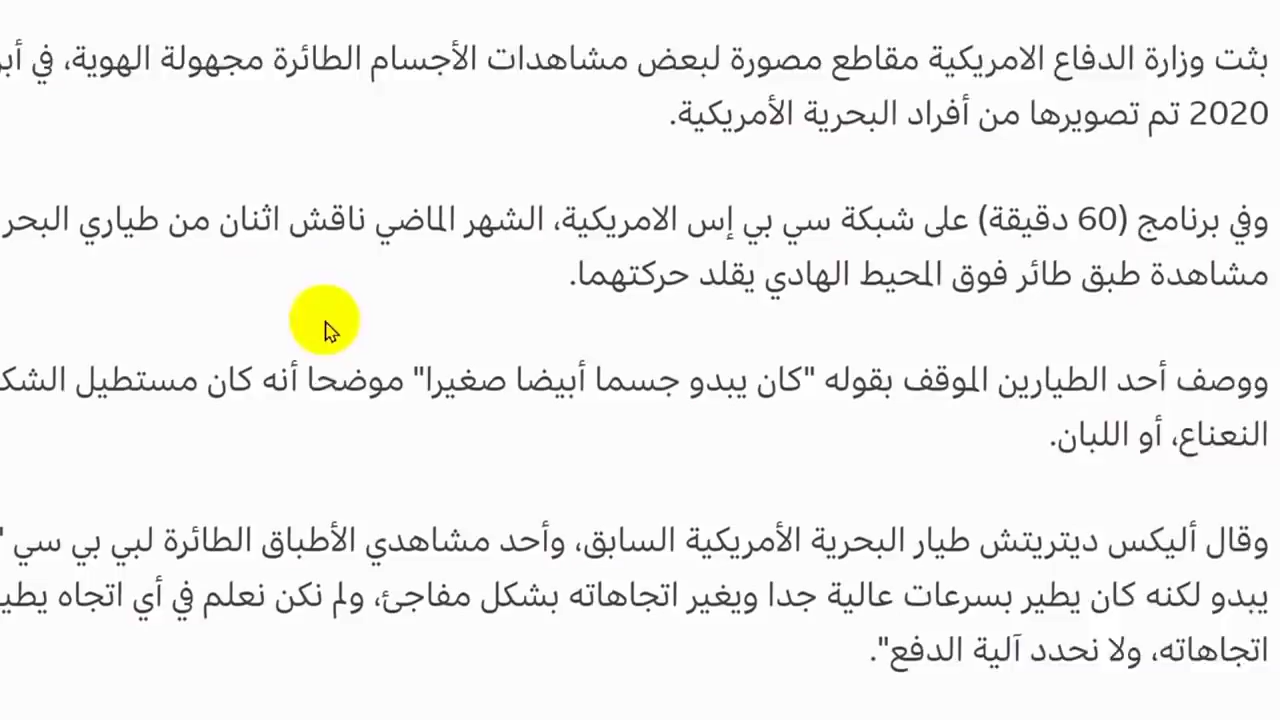 بثت وزارة الدفاع الامريكية مقاطع مصورة لبعض مشاهدات الأجسام الطائرة مجهولة الهوية، في
2020 تم تصويرها من أفراد البحرية الأمريكية.
وفي برنامج (60 دقيقة) على شبكة سي بي إس الامريكية، الشهر الماضي ناقش اثنان من طياري
مشاهدة طبق طائر فوق المحيط الهادي يقلد حركتهما.
ووصف أحد الطيارين الموقف بقوله "كان يبدو جسما أبيضا صغيرا" موضحا أنه كان مستطيل
النعناع، أو اللبان.
وقال أليكس ديتريتش طيار البحرية الأمريكية السابق، وأحد مشاهدي الأطباق الطائرة لبي بي سي "
يبدو لكنه كان يطير بسرعات عالية جدا ويغير اتجاهاته بشكل مفاجئ، ولم نكن نعلم في أي اتجاه
اتجاهاته، ولا نحدد آلية الدفع".